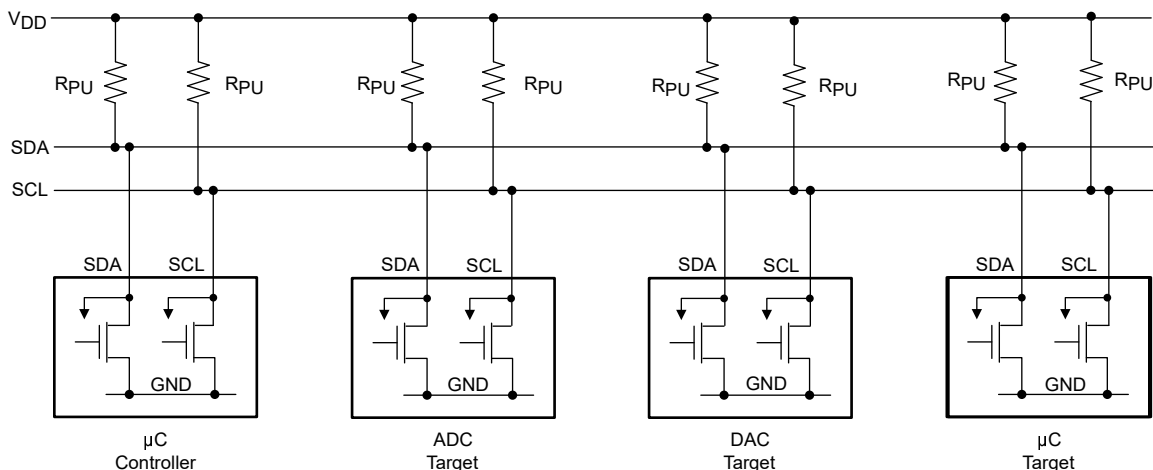 VDD
RPU RPU RPU RPU RPU RPU RPU RPU
SDA
SCL
SDA SCL SDA SCL SDA SCL SDA SCL
GND GND GND GND
µC ADC DAC µC
Controller Target Target Target